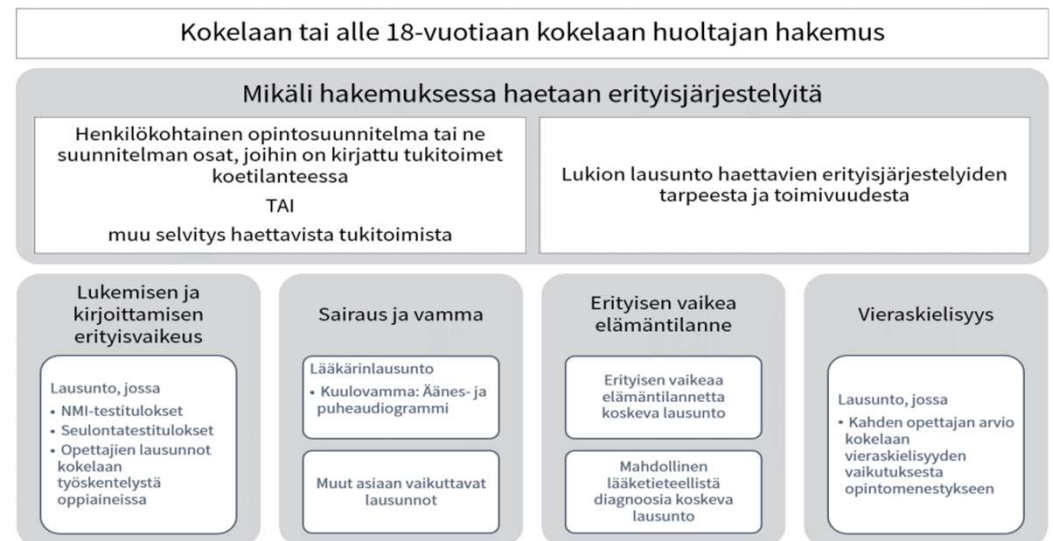 Kokelaan tai alle 18-vuotiaan kokelaan huoltajan hakemus
Mikäli hakemuksessa haetaan erityisjärjestelyitä
Henkilökohtainen opintosuunnitelma tai ne
suunnitelman osat, joihin on kirjattu tukitoimet
koetilanteessa
TAI
muu selvitys haettavista tukitoimista
Lukion lausunto haettavien erityisjärjestelyiden
tarpeesta ja toimivuudesta
Lukemisen ja
kirjoittamisen
erityisvaikeus
Lausunto, jossa
• NMI-testitulokset
• Seulontatestitulokset
• Opettajien lausunnot
kokelaan
työskentelystä
oppiaineissa
Sairaus ja vamma
Lääkärinlausunto
• Kuulovamma: Äänes- ja
puheaudiogrammi
Muut asiaan vaikuttavat
lausunnot
Erityisen vaikea
elämäntilanne
Erityisen vaikeaa
elämäntilannetta
koskeva lausunto
Mahdollinen
lääketieteellistä
diagnoosia koskeva
lausunto
Vieraskielisyys
Lausunto, jossa
• Kahden opettajan arvio
kokelaan
vieraskielisyyden
vaikutuksesta
opintomenestykseen